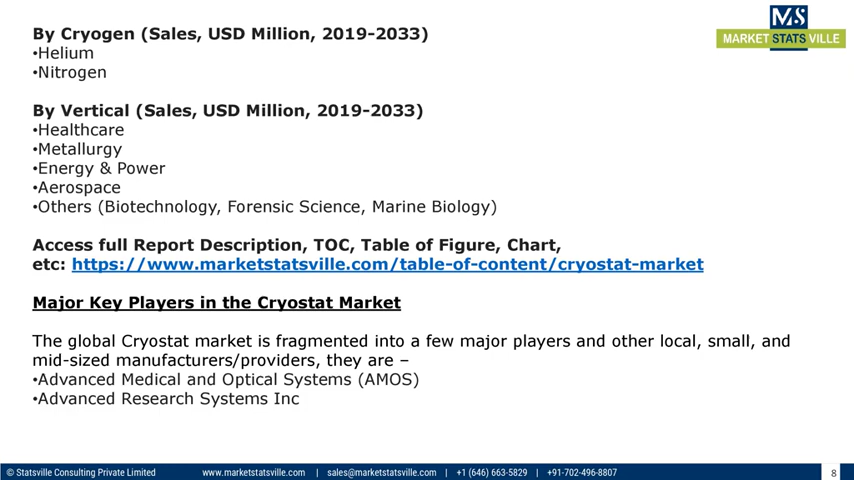 MS
MARKET STATS VILLE
By Cryogen (Sales, USD Million, 2019-2033)
•Helium
•Nitrogen
By Vertical (Sales, USD Million, 2019-2033)
•Healthcare
•Metallurgy
•Energy & Power
•Aerospace
•Others (Biotechnology, Forensic Science, Marine Biology)
Access full Report Description, TOC, Table of Figure, Chart,
etc: https://www.marketstatsville.com/table-of-content/cryostat-market
Major Key Players in the Cryostat Market
The global Cryostat market is fragmented into a few major players and other local, small, and
mid-sized manufacturers/providers, they are –
•Advanced Medical and Optical Systems (AMOS)
•Advanced Research Systems Inc
© Statsville Consulting Private Limited www.marketstatsville.com | sales@marketstatsville.com | +1 (646) 663-5829 | +91-702-496-8807 8